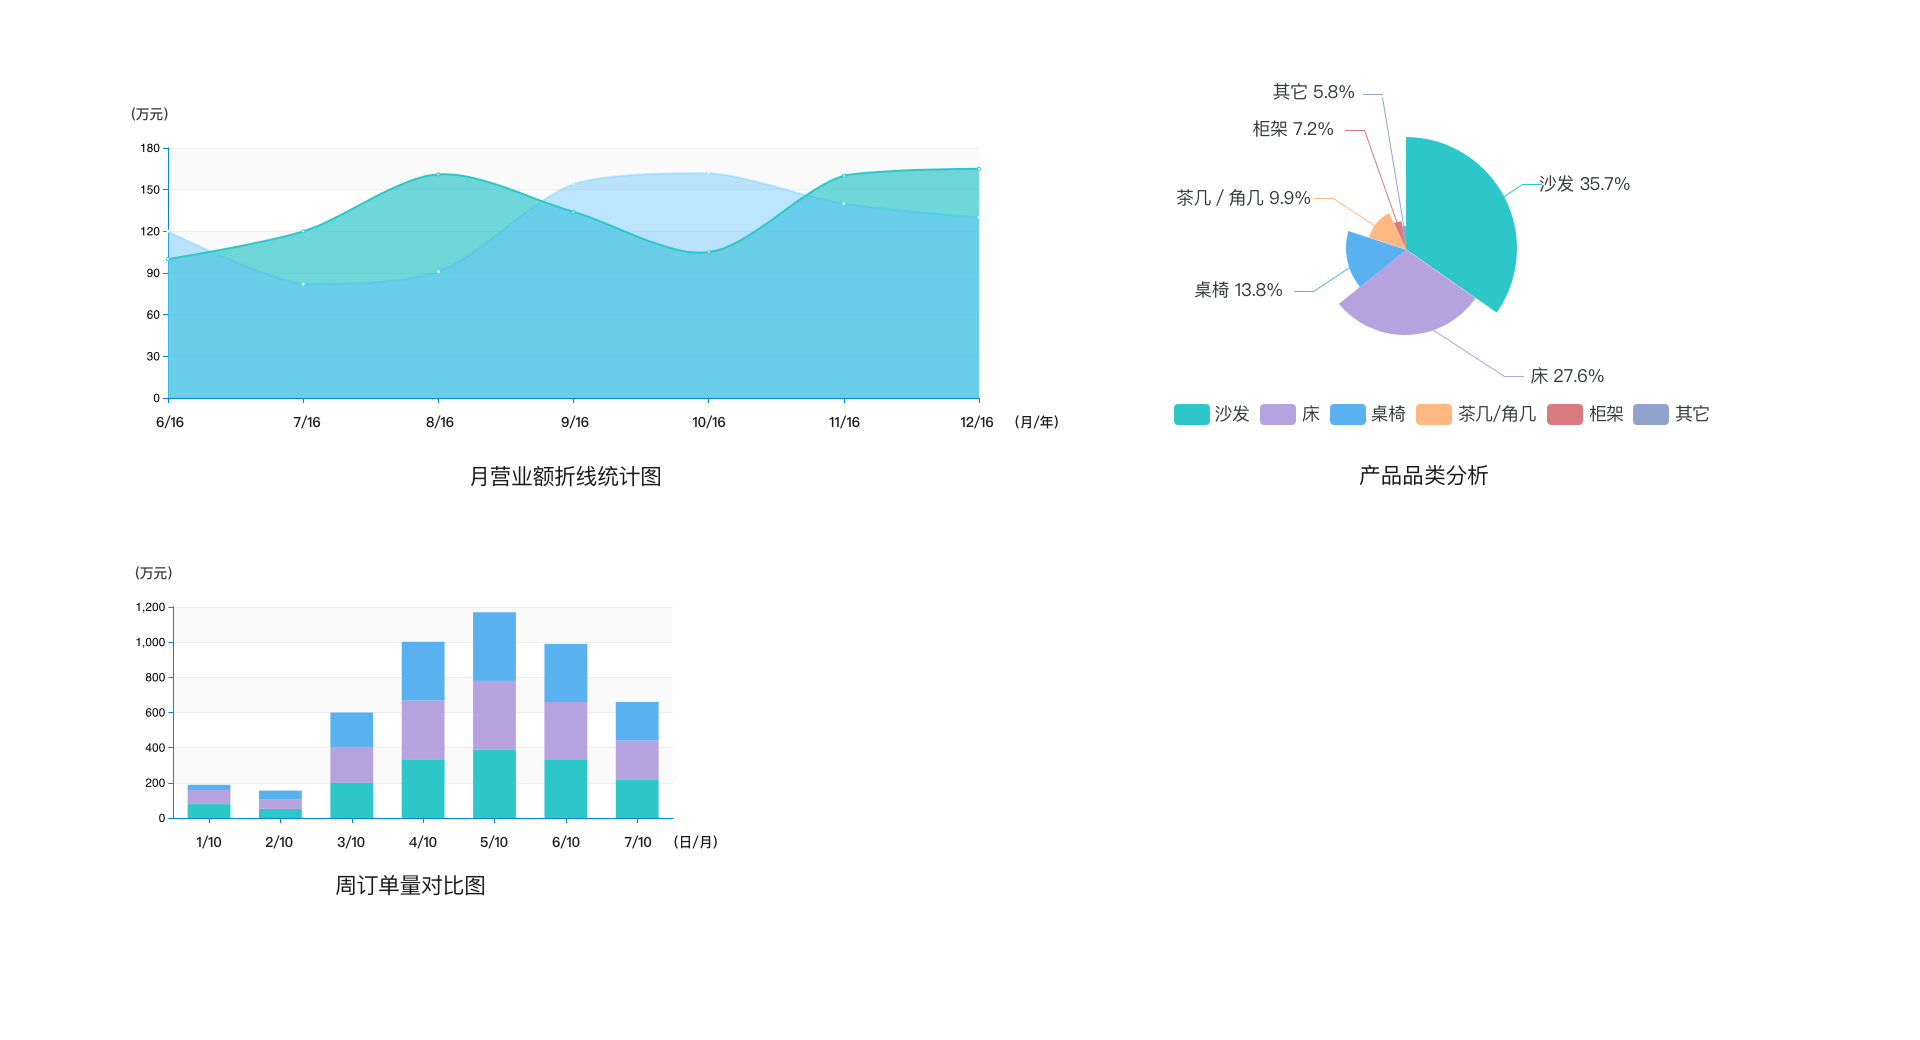 (万元)
180
150
120
90
60
30
0
6/16 7/16 8/16 9/16 10/16 11/16 12/16 (月/年)
月营业额折线统计图
其它 5.8%
柜架 7.2%
沙发 35.7%
茶几 / 角几 9.9%
桌椅 13.8%
床 27.6%
沙发 床 桌椅 茶几/角几 柜架 其它
产品品类分析
(万元)
1,200
1,000
800
600
400
200
0
1/10 2/10 3/10 4/10 5/10 6/10 7/10 (日/月)
周订单量对比图